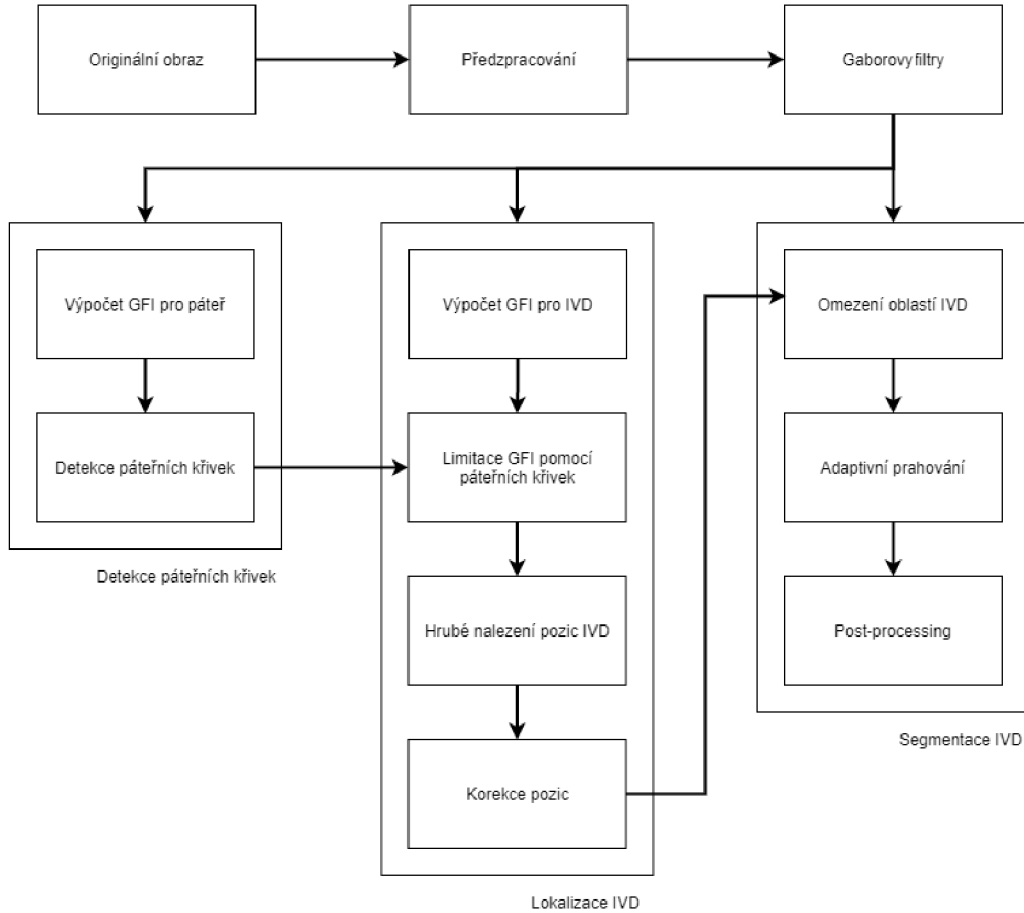 Originální obraz
Předzpracování
Gaborovy filtry
Výpočet GFI pro páteř
Detekce páteřních křivek
Detekce páteřních křivek
Výpočet GFI pro IVD
Limitace GFI pomocí
páteřních křivek
Hrubé nalezení pozic IVD
Korekce pozic
Lokalizace IVD
Omezení oblastí IVD
Adaptivní prahování
Post-processing
Segmentace IVD